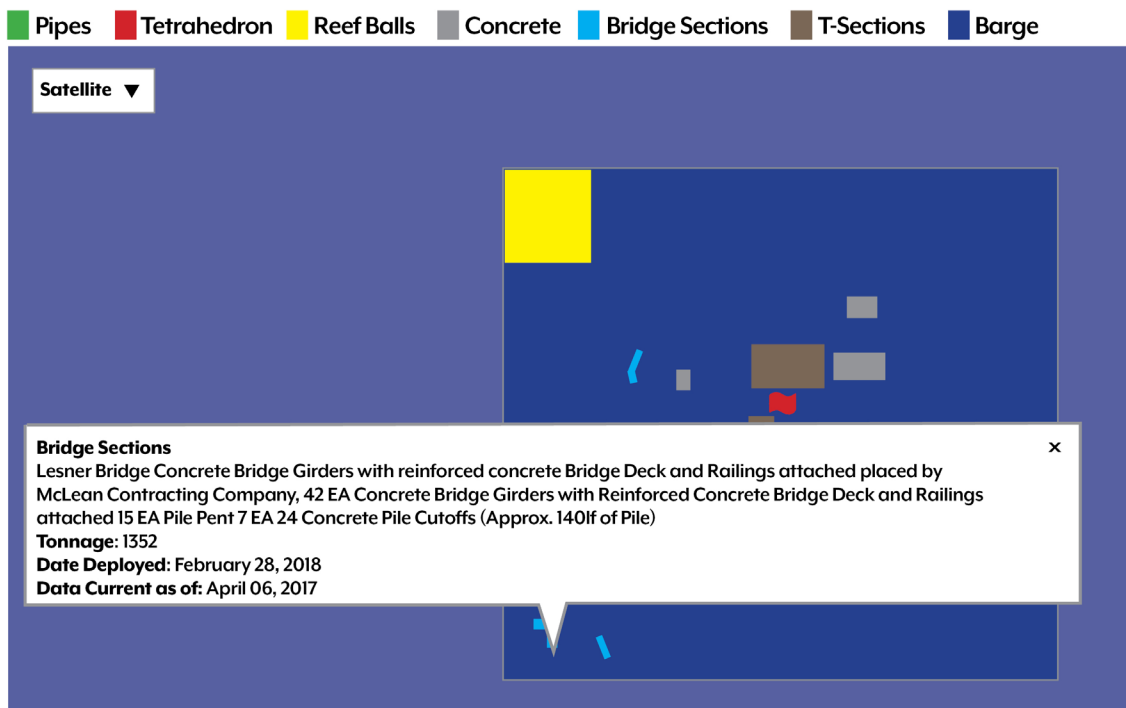 Pipes Tetrahedron Reef Balls Concrete Bridge Sections T-Sections Barge
Satellite ▼
Bridge Sections ×
Lesner Bridge Concrete Bridge Girders with reinforced concrete Bridge Deck and Railings attached placed by
McLean Contracting Company, 42 EA Concrete Bridge Girders with Reinforced Concrete Bridge Deck and Railings
attached 15 EA Pile Pent 7 EA 24 Concrete Pile Cutoffs (Approx. 140lf of Pile)
Tonnage: 1352
Date Deployed: February 28, 2018
Data Current as of: April 06, 2017